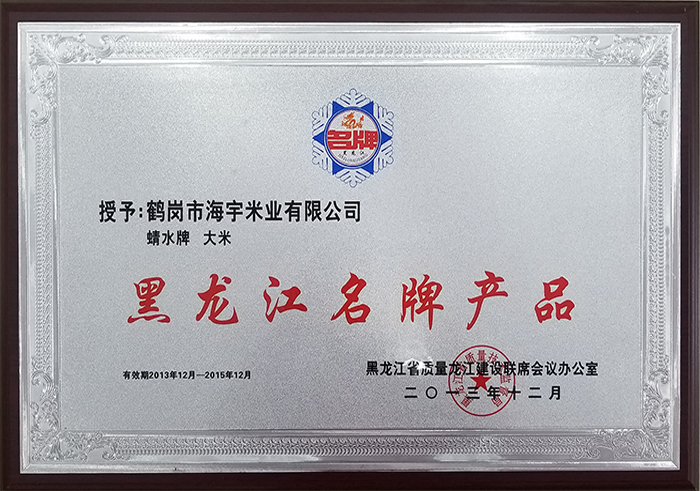 名牌
黑龙江
授予:鹤岗市海宇米业有限公司
蜻水牌 大米
黑龙江名牌产品
有效期2013年12月—2015年12月
黑龙江省质量龙江建设联席会议办公室
二〇一三年十二月